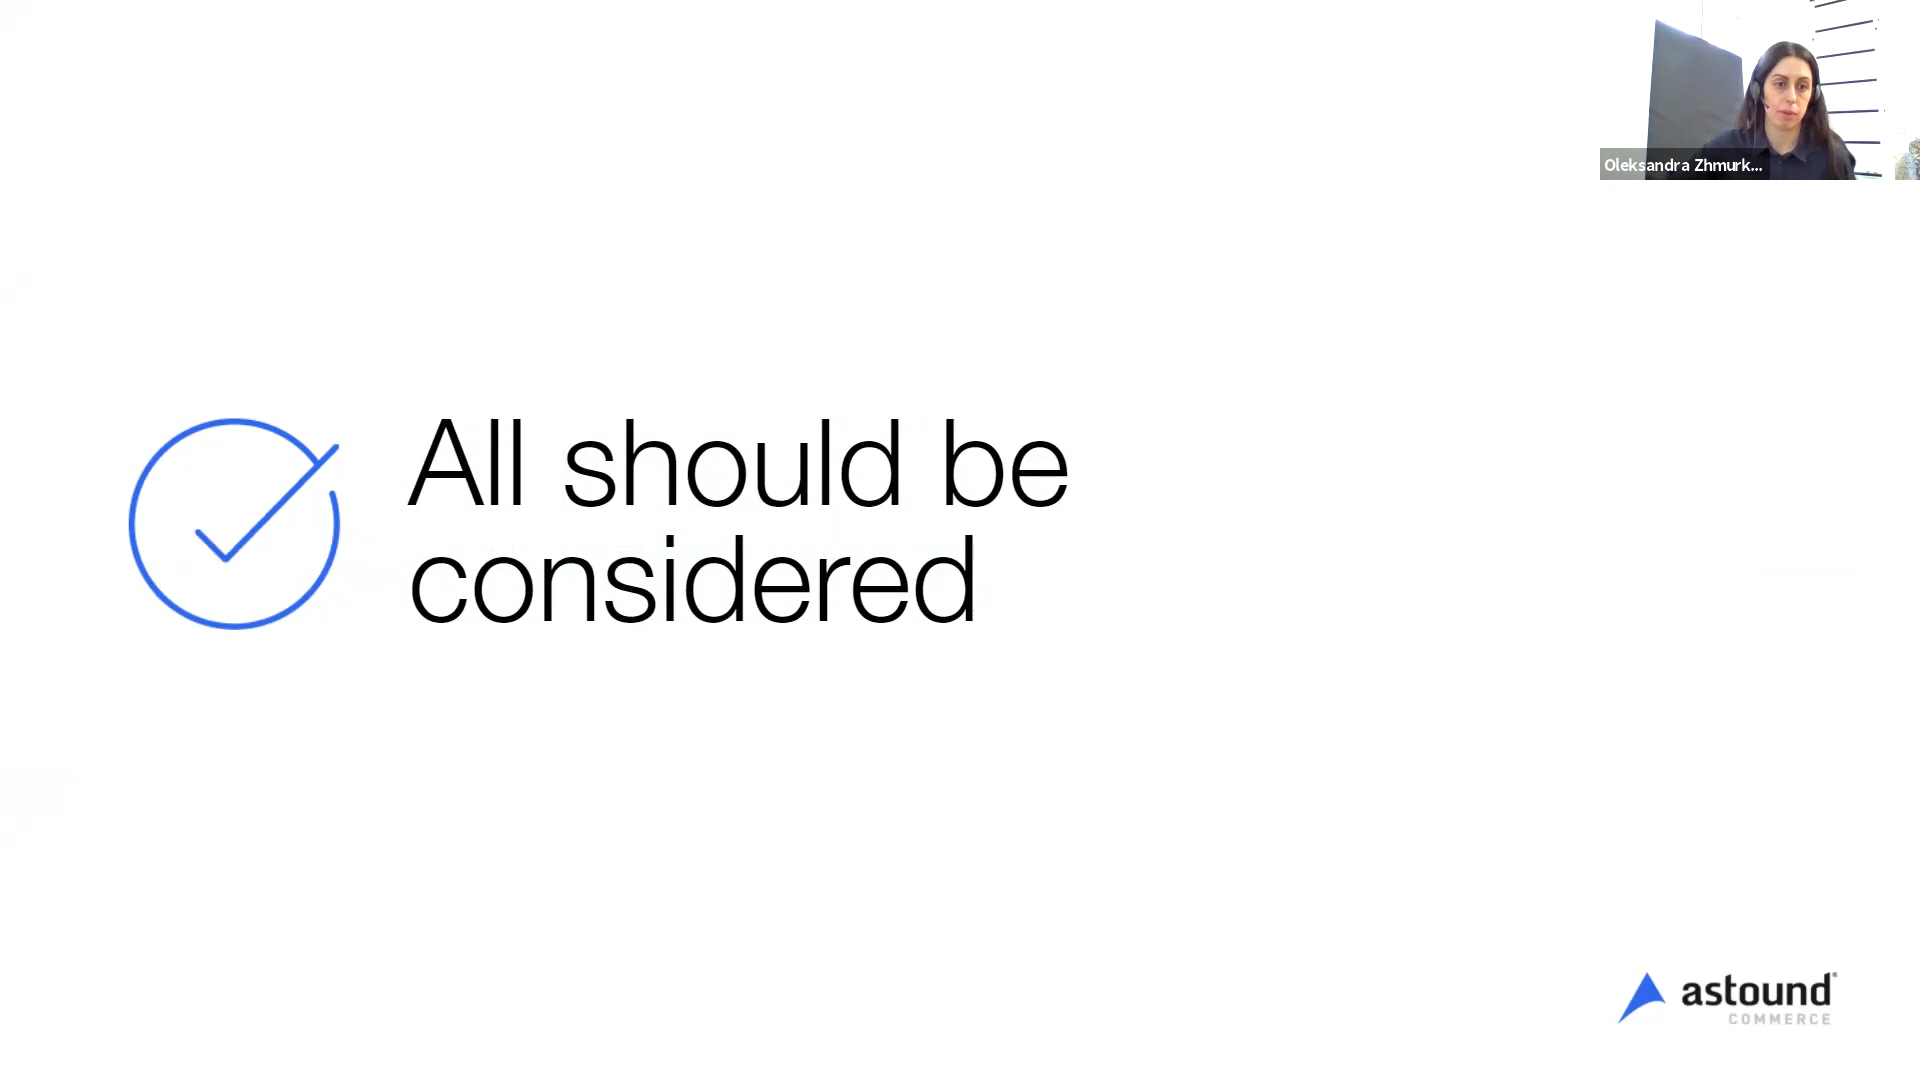 Oleksandra Zhmurk...
All should be
considered
astound®
COMMERCE